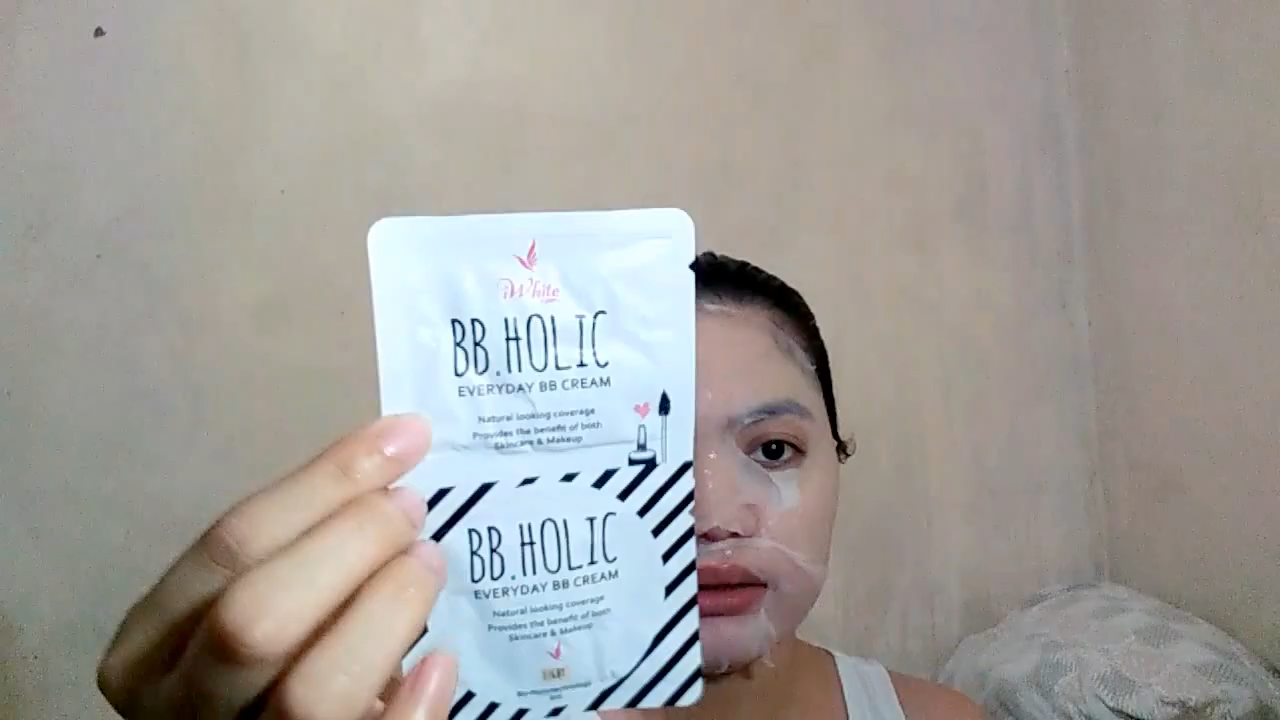 iWhite
BB.HOLIC
EVERYDAY BB CREAM
Natural looking coverage
Provides the benefit of both
Skincare & Makeup
BB.HOLIC
EVERYDAY BB CREAM
Natural looking coverage
Provides the benefit of both
Skincare & Makeup